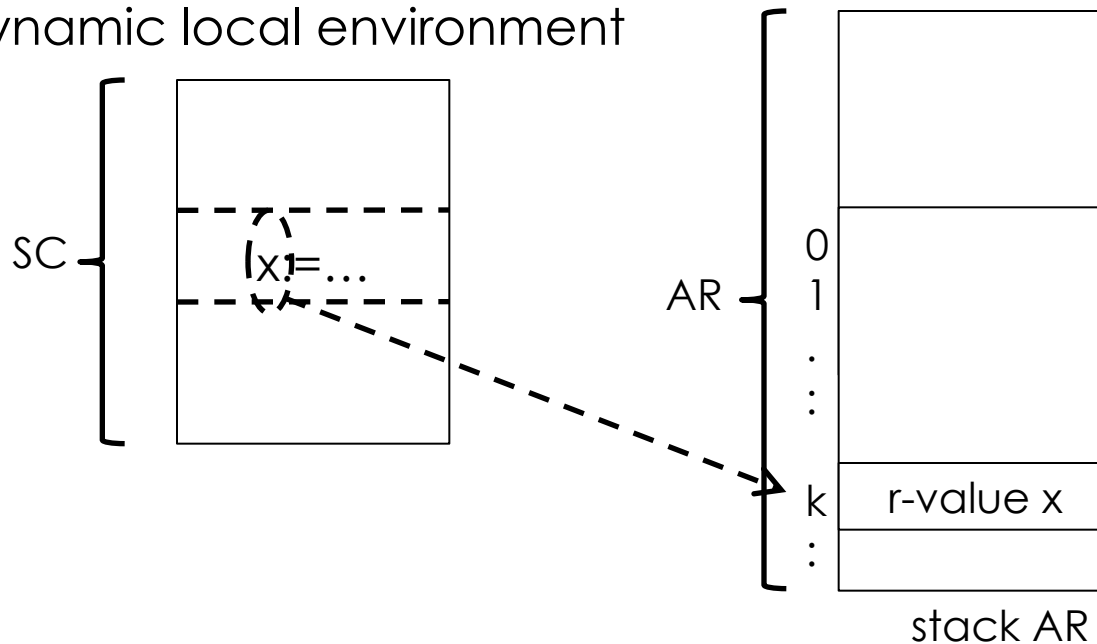 ynamic local environment
SC
x:=...
AR
0
1
.
:
k
r-value x
:
stack AR